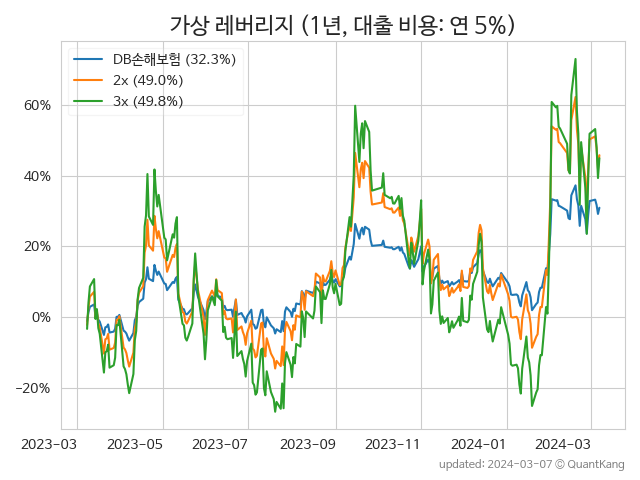 가상 레버리지 (1년, 대출 비용: 연 5%)
DB손해보험 (32.3%)
2x (49.0%)
3x (49.8%)
60%
40%
20%
0%
−20%
2023-03 2023-05 2023-07 2023-09 2023-11 2024-01 2024-03
updated: 2024-03-07 © QuantKang